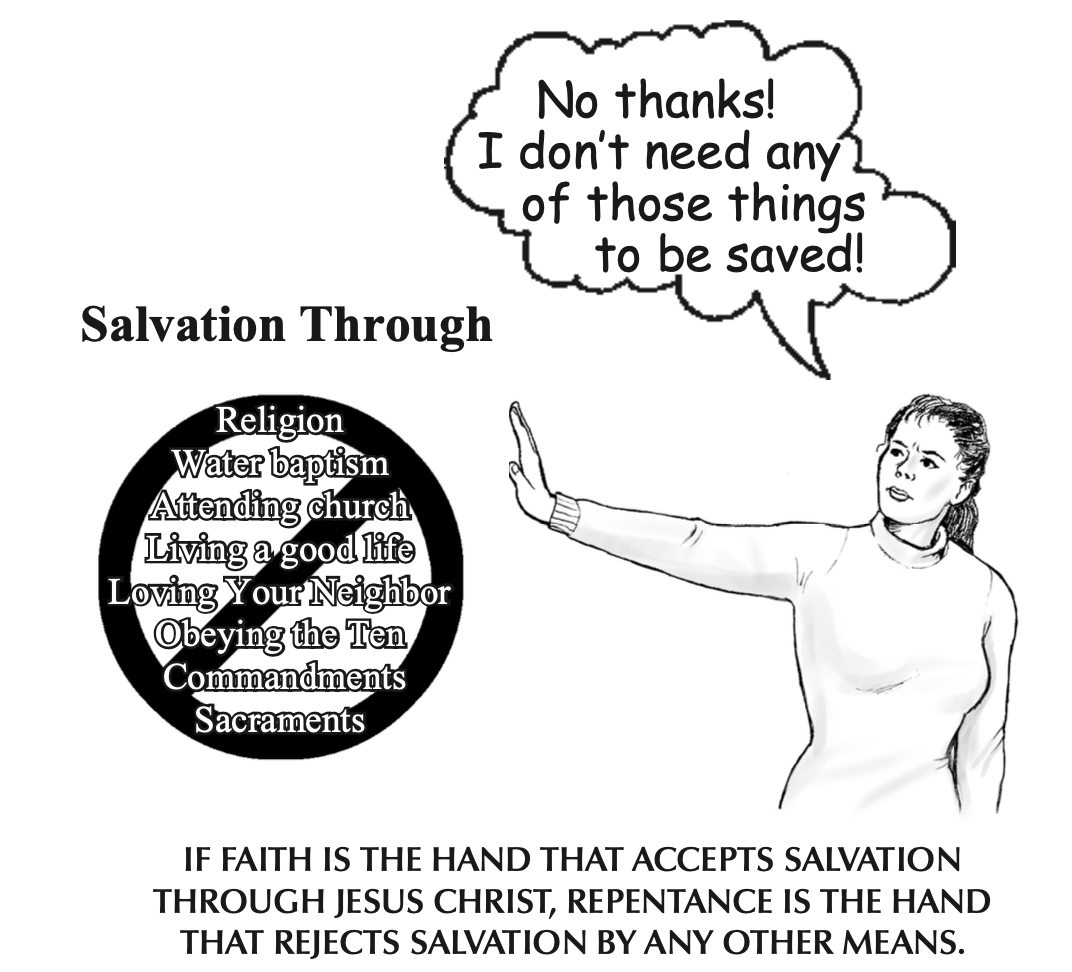 No thanks!
I don't need any
of those things
to be saved!
Salvation Through
Religion
Water baptism
Attending church
Living a good life
Loving Your Neighbor
Obeying the Ten
Commandments
Sacraments
IF FAITH IS THE HAND THAT ACCEPTS SALVATION
THROUGH JESUS CHRIST, REPENTANCE IS THE HAND
THAT REJECTS SALVATION BY ANY OTHER MEANS.